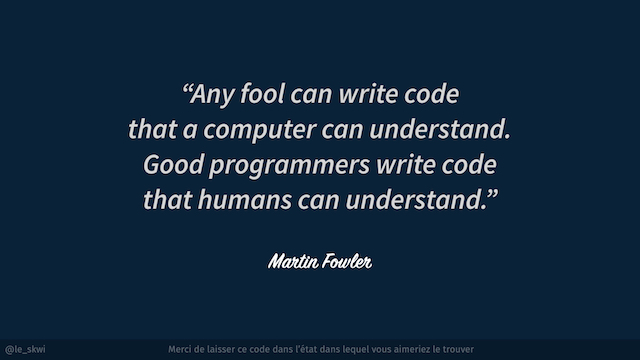 “Any fool can write code
that a computer can understand.
Good programmers write code
that humans can understand.”
Martin Fowler
@le_skwi
Merci de laisser ce code dans l'état dans lequel vous aimeriez le trouver